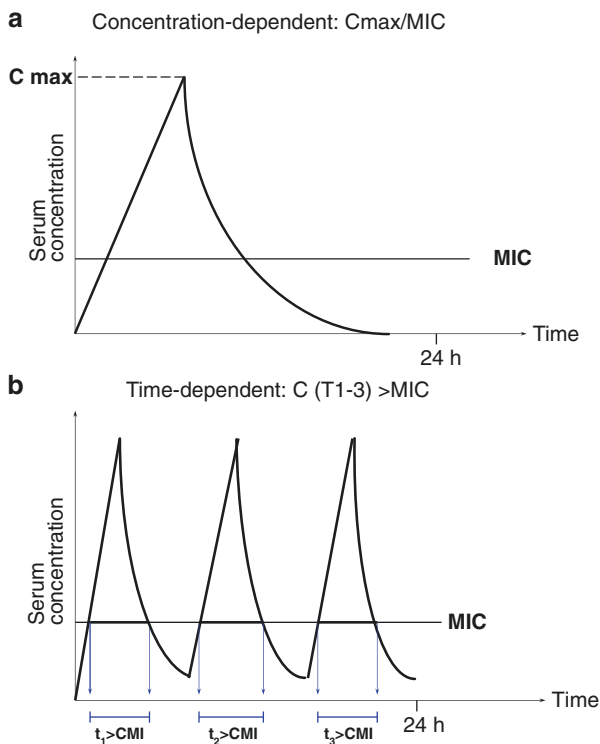 a
Concentration-dependent: Cmax/MIC
C max
Serum
concentration
MIC
Time
24 h
b
Time-dependent: C (T1-3) >MIC
Serum
concentration
MIC
Time
24 h
t₁>CMI
t₂>CMI
t₃>CMI